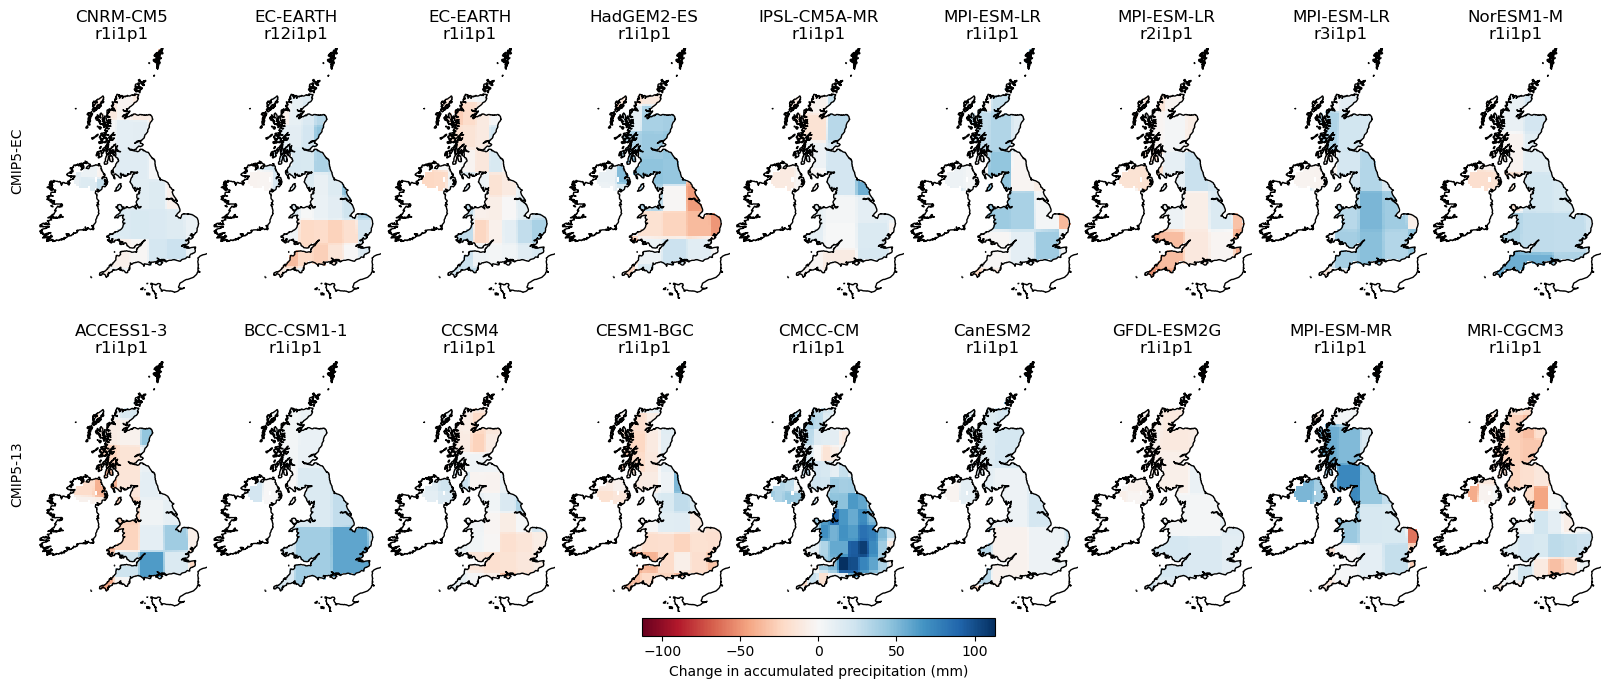 CNRM-CM5
r1i1p1
EC-EARTH
r12i1p1
EC-EARTH
r1i1p1
HadGEM2-ES
r1i1p1
IPSL-CM5A-MR
r1i1p1
MPI-ESM-LR
r1i1p1
MPI-ESM-LR
r2i1p1
MPI-ESM-LR
r3i1p1
NorESM1-M
r1i1p1
CMIP5-EC
ACCESS1-3
r1i1p1
BCC-CSM1-1
r1i1p1
CCSM4
r1i1p1
CESM1-BGC
r1i1p1
CMCC-CM
r1i1p1
CanESM2
r1i1p1
GFDL-ESM2G
r1i1p1
MPI-ESM-MR
r1i1p1
MRI-CGCM3
r1i1p1
CMIP5-13
−100 −50 0 50 100
Change in accumulated precipitation (mm)